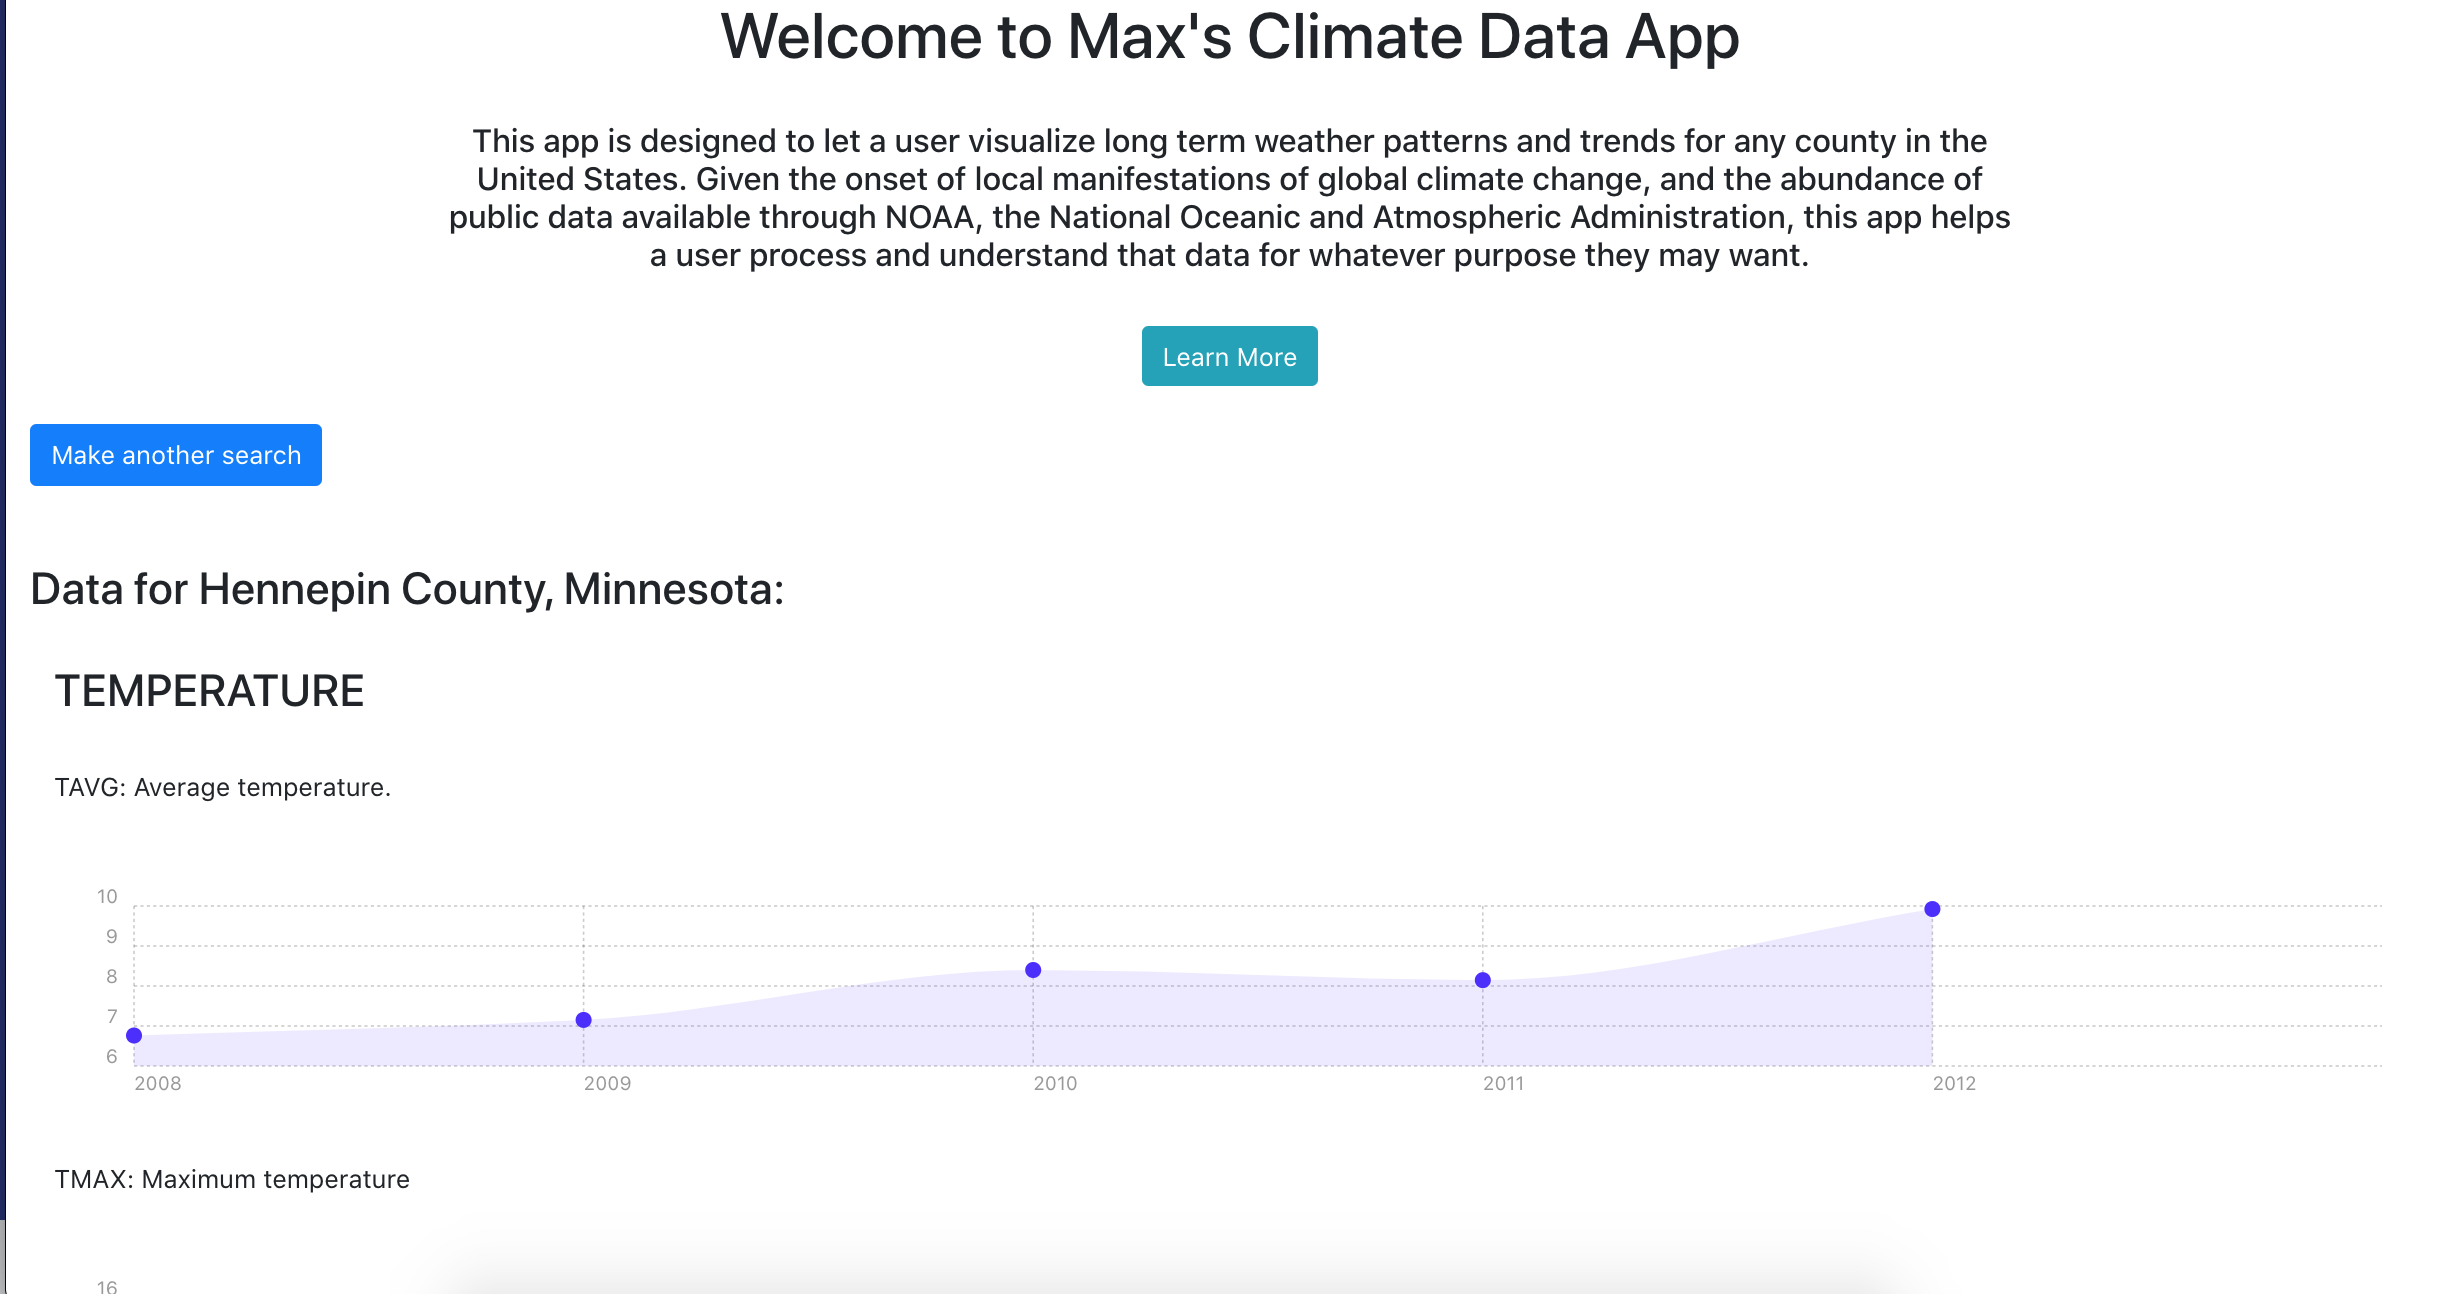 Welcome to Max's Climate Data App
This app is designed to let a user visualize long term weather patterns and trends for any county in the
United States. Given the onset of local manifestations of global climate change, and the abundance of
public data available through NOAA, the National Oceanic and Atmospheric Administration, this app helps
a user process and understand that data for whatever purpose they may want.
Learn More
Make another search
Data for Hennepin County, Minnesota:
TEMPERATURE
TAVG: Average temperature.
10
9
8
7
6
2008 2009 2010 2011 2012
TMAX: Maximum temperature
16